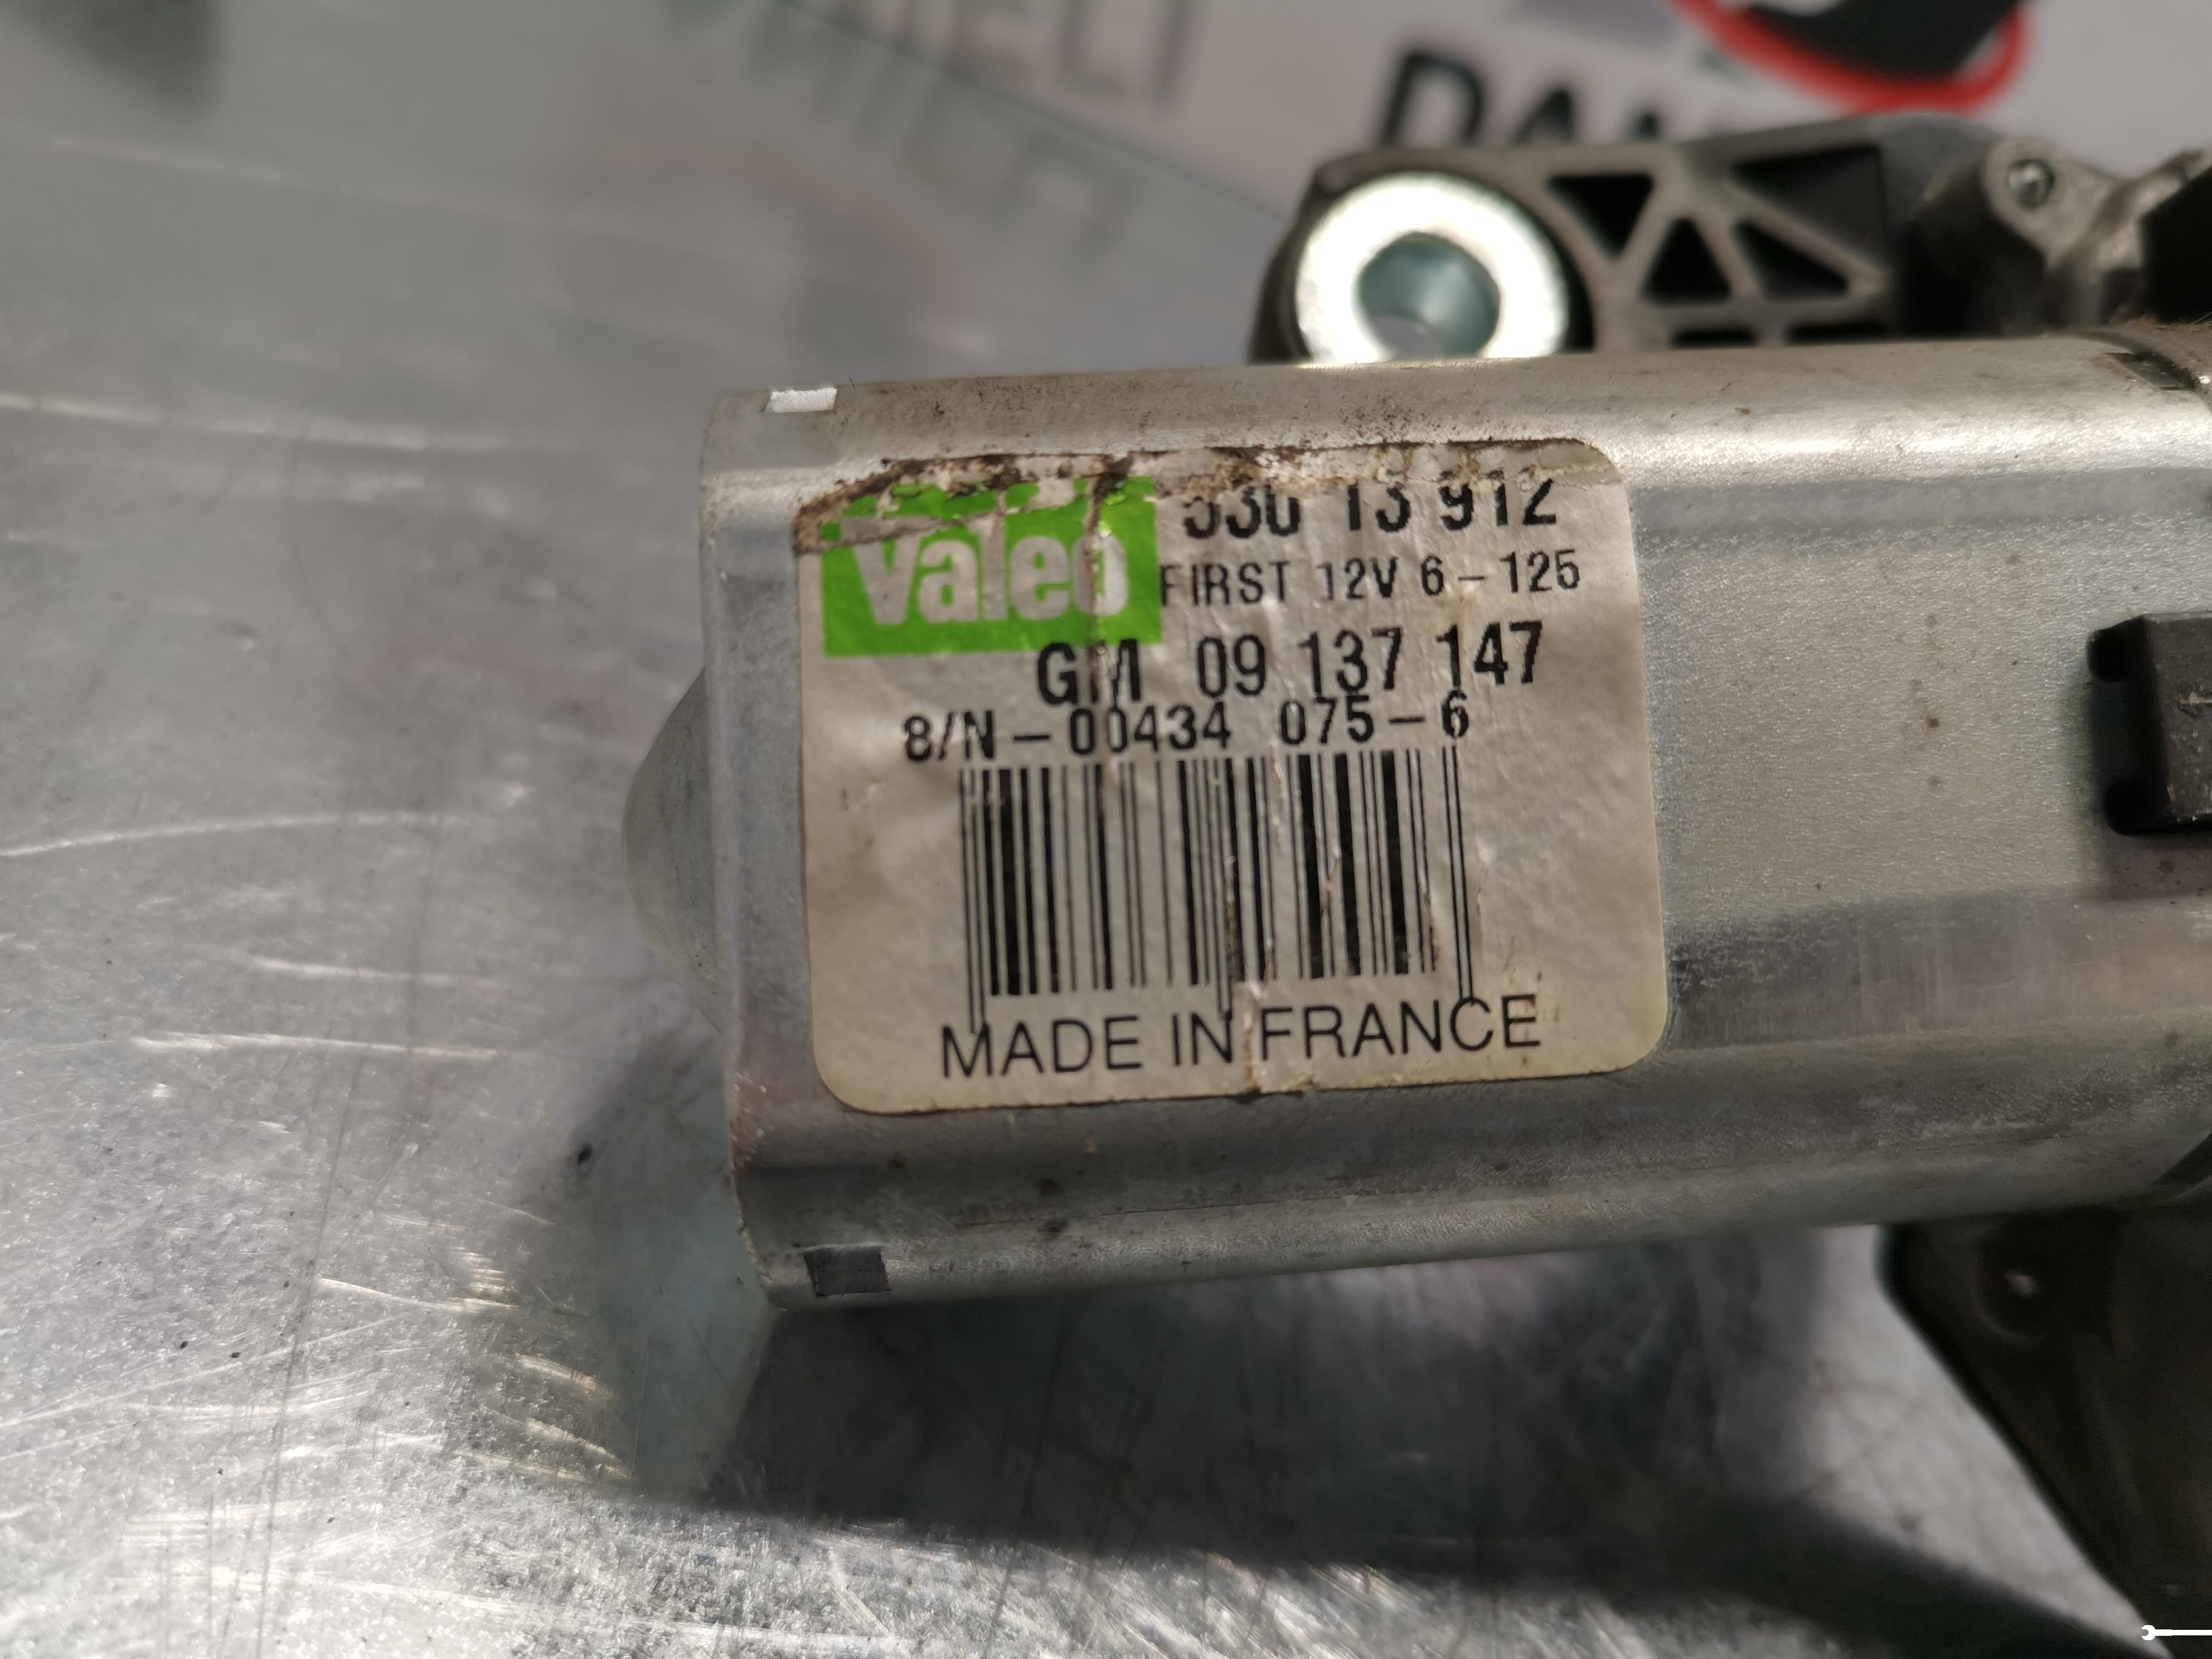 Valeo
530 13 912
FIRST 12V 6-125
GM 09 137 147
8/N-00434 075-6
MADE IN FRANCE